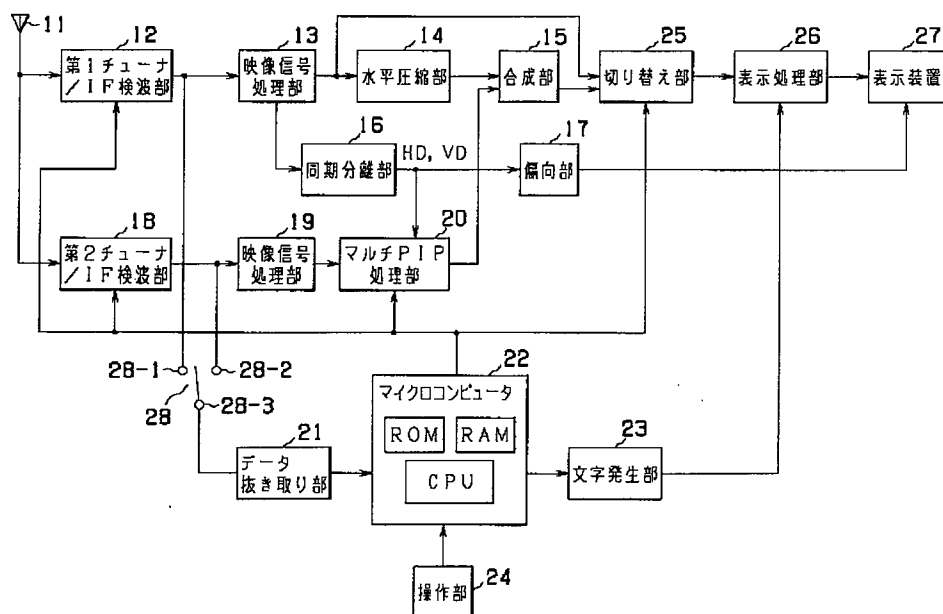 11
12
第1チューナ
/IF検波部
13
映像信号
処理部
14
水平圧縮部
15
合成部
25
切り替え部
26
表示処理部
27
表示装置
16
同期分離部
HD, VD
17
偏向部
18
第2チューナ
/IF検波部
19
映像信号
処理部
20
マルチPIP
処理部
28-1
28-2
28
28-3
21
データ
抜き取り部
22
マイクロコンピュータ
ROM
RAM
CPU
23
文字発生部
操作部
24